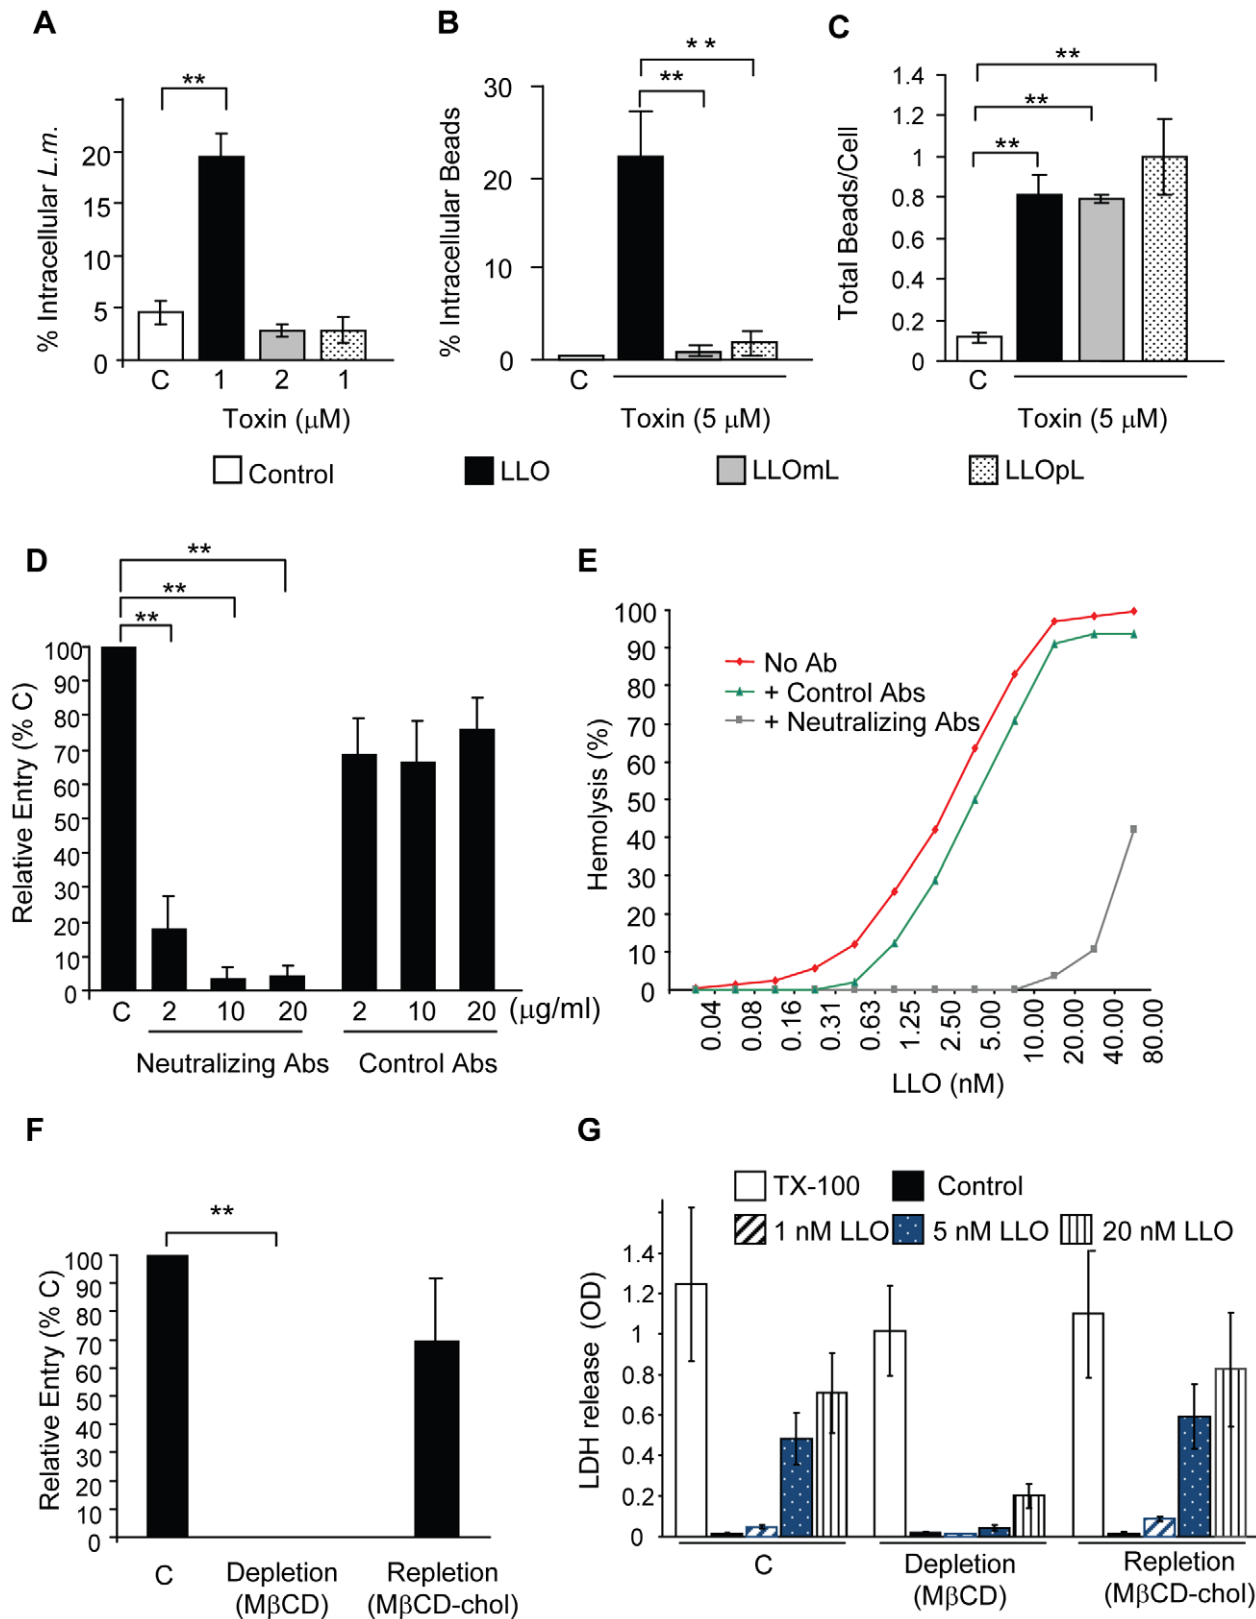 A
**
% Intracellular L.m.
20
15
10
5
0
C 1 2 1
Toxin (µM)
B
* *
**
% Intracellular Beads
30
20
10
0
C
Toxin (5 µM)
C
**
**
**
Total Beads/Cell
1.4
1.2
1
0.8
0.6
0.4
0.2
0
C
Toxin (5 µM)
Control LLO LLOmL LLOpL
D
**
**
**
Relative Entry (% C)
100
90
80
70
60
50
40
30
20
10
0
C 2 10 20 2 10 20 (µg/ml)
Neutralizing Abs Control Abs
E
Hemolysis (%)
100
90
80
70
60
50
40
30
20
10
0
No Ab
+ Control Abs
+ Neutralizing Abs
0.04 0.08 0.16 0.31 0.63 1.25 2.50 5.00 10.00 20.00 40.00 80.00
LLO (nM)
F
**
Relative Entry (% C)
100
90
80
70
60
50
40
30
20
10
0
C Depletion Repletion
(MβCD) (MβCD-chol)
G
TX-100 Control
1 nM LLO 5 nM LLO 20 nM LLO
LDH release (OD)
1.4
1.2
1
0.8
0.6
0.4
0.2
0
C Depletion Repletion
(MβCD) (MβCD-chol)